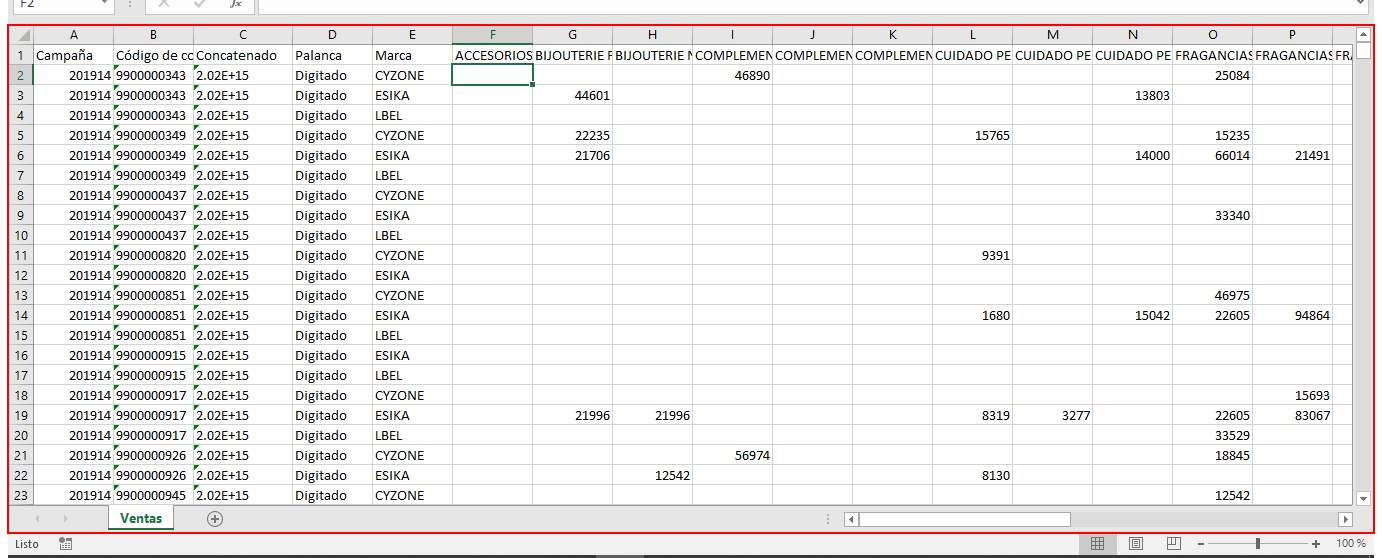 F2 fx
A B C D E F G H I J K L M N O P
1 Campaña Código de co Concatenado Palanca Marca ACCESORIOS BIJOUTERIE F BIJOUTERIE N COMPLEMEN COMPLEMEN COMPLEMEN CUIDADO PE CUIDADO PE CUIDADO PE FRAGANCIAS FRAGANCIAS FRA
2 201914 9900000343 2.02E+15 Digitado CYZONE 46890 25084
3 201914 9900000343 2.02E+15 Digitado ESIKA 44601 13803
4 201914 9900000343 2.02E+15 Digitado LBEL
5 201914 9900000349 2.02E+15 Digitado CYZONE 22235 15765 15235
6 201914 9900000349 2.02E+15 Digitado ESIKA 21706 14000 66014 21491
7 201914 9900000349 2.02E+15 Digitado LBEL
8 201914 9900000437 2.02E+15 Digitado CYZONE
9 201914 9900000437 2.02E+15 Digitado ESIKA 33340
10 201914 9900000437 2.02E+15 Digitado LBEL
11 201914 9900000820 2.02E+15 Digitado CYZONE 9391
12 201914 9900000820 2.02E+15 Digitado ESIKA
13 201914 9900000851 2.02E+15 Digitado CYZONE 46975
14 201914 9900000851 2.02E+15 Digitado ESIKA 1680 15042 22605 94864
15 201914 9900000851 2.02E+15 Digitado LBEL
16 201914 9900000915 2.02E+15 Digitado ESIKA
17 201914 9900000915 2.02E+15 Digitado LBEL
18 201914 9900000917 2.02E+15 Digitado CYZONE 15693
19 201914 9900000917 2.02E+15 Digitado ESIKA 21996 21996 8319 3277 22605 83067
20 201914 9900000917 2.02E+15 Digitado LBEL 33529
21 201914 9900000926 2.02E+15 Digitado CYZONE 56974 18845
22 201914 9900000926 2.02E+15 Digitado ESIKA 12542 8130
23 201914 9900000945 2.02E+15 Digitado CYZONE 12542
Ventas
Listo 100 %